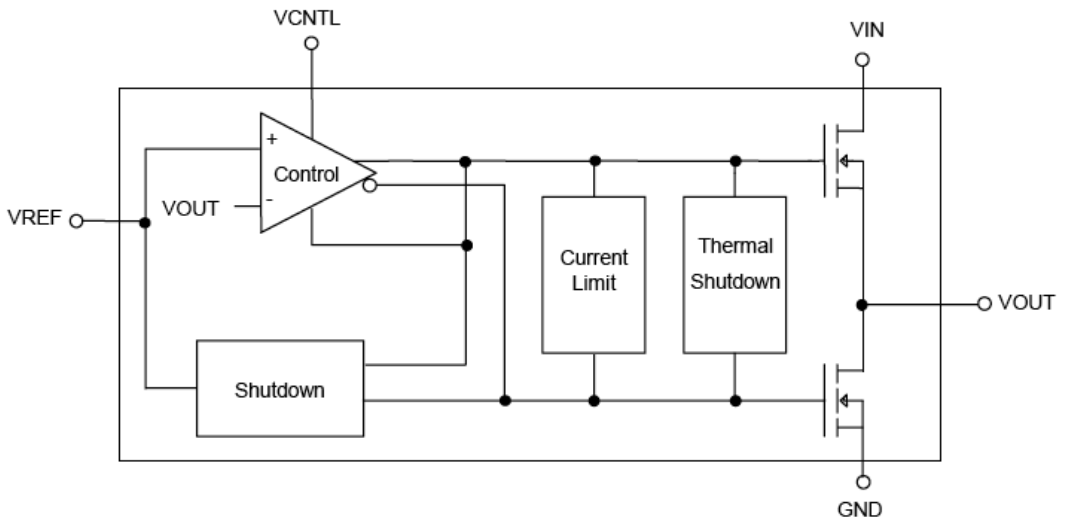 VCNTL
VIN
+
Control
-
VOUT
VREF
Current
Limit
Thermal
Shutdown
VOUT
Shutdown
GND